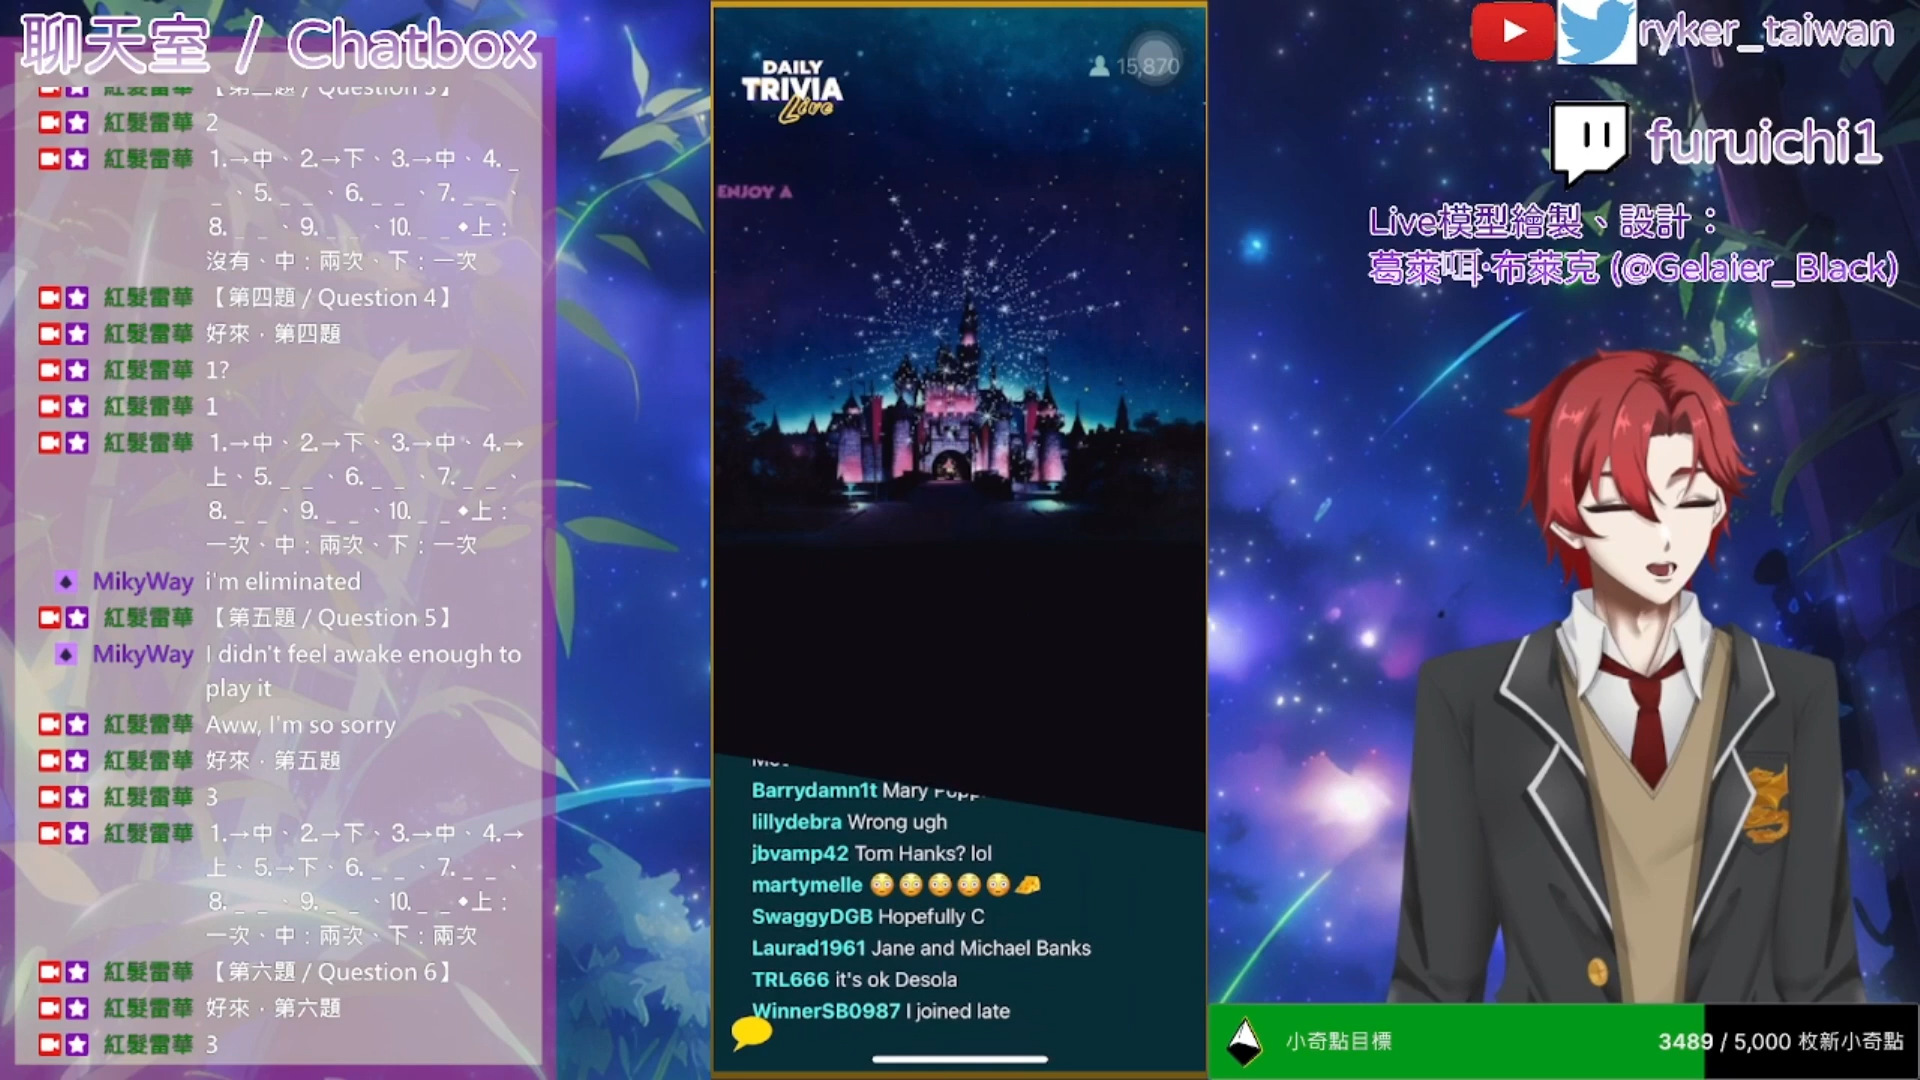 聊天室 / Chatbox
紅髮雷華 2
紅髮雷華 1.→中、2.→下、3.→中、4. _
_ 、5. _ _ 、6. _ _ 、7. _ _ 、
8. _ _ 、9. _ _ 、10. _ _ ◆上：
沒有、中：兩次、下：一次
紅髮雷華 【第四題 / Question 4】
紅髮雷華 好來，第四題
紅髮雷華 1?
紅髮雷華 1
紅髮雷華 1.→中、2.→下、3.→中、4.→
上、5. _ _ 、6. _ _ 、7. _ _ 、
8. _ _ 、9. _ _ 、10. _ _ ◆上：
一次、中：兩次、下：一次
MikyWay i'm eliminated
紅髮雷華 【第五題 / Question 5】
MikyWay I didn't feel awake enough to
play it
紅髮雷華 Aww, I'm so sorry
紅髮雷華 好來，第五題
紅髮雷華 3
紅髮雷華 1.→中、2.→下、3.→中、4.→
上、5.→下、6. _ _ 、7. _ _ 、
8. _ _ 、9. _ _ 、10. _ _ ◆上：
一次、中：兩次、下：兩次
紅髮雷華 【第六題 / Question 6】
紅髮雷華 好來，第六題
紅髮雷華 3
DAILY
TRIVIA
Live
15,870
ENJOY A
Barrydamn1t Mary
lillydebra Wrong ugh
jbvamp42 Tom Hanks? lol
martymelle 😳😳😳😳😳🧀
SwaggyDGB Hopefully C
Laurad1961 Jane and Michael Banks
TRL666 it's ok Desola
WinnerSB0987 I joined late
ryker_taiwan
furuichi1
Live模型繪製、設計：
葛萊咡·布萊克 (@Gelaier_Black)
小奇點目標
3489 / 5,000 枚新小奇點